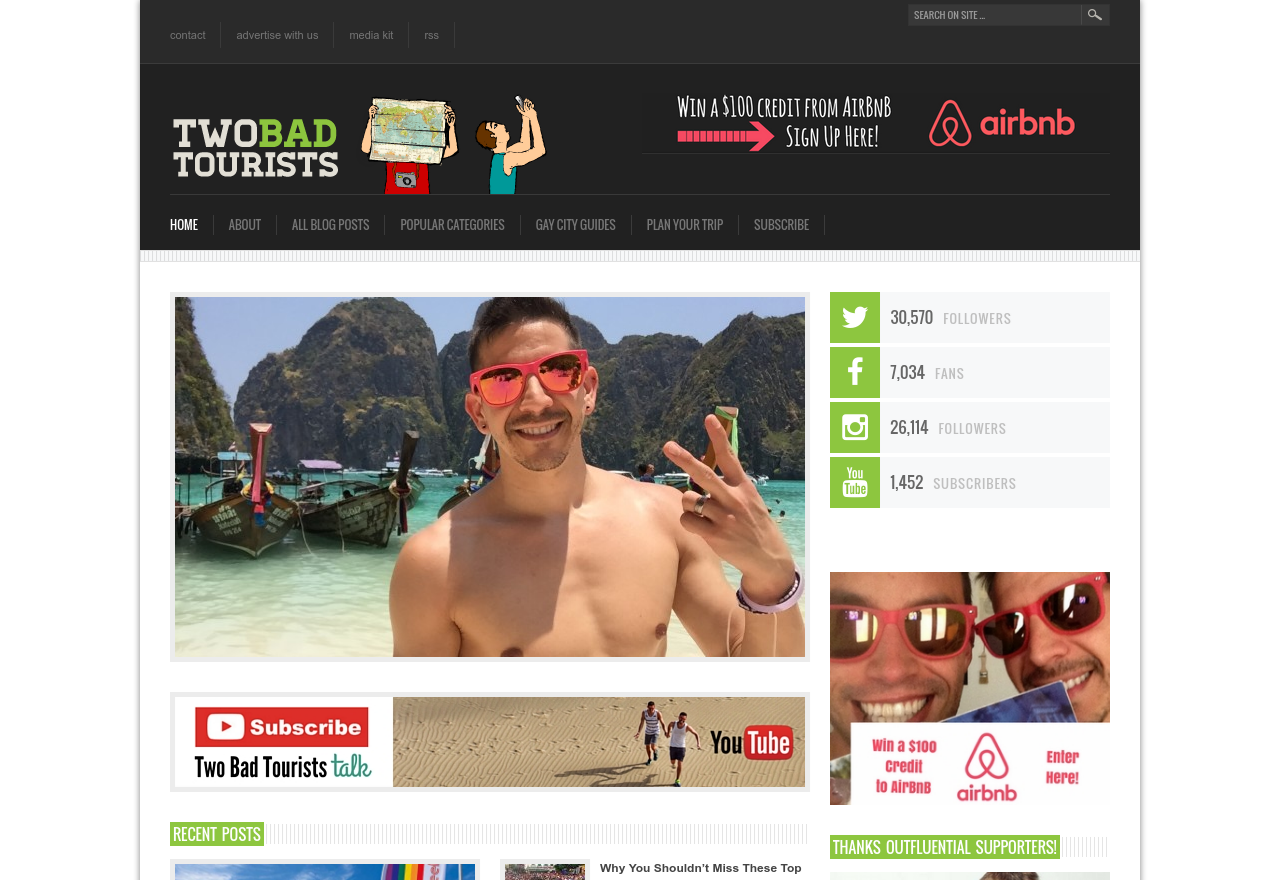 contact
advertise with us
media kit
rss
SEARCH ON SITE ...
TWOBAD
TOURISTS
WIN A $100 CREDIT FROM AIRBNB
SIGN UP HERE!
airbnb
HOME
ABOUT
ALL BLOG POSTS
POPULAR CATEGORIES
GAY CITY GUIDES
PLAN YOUR TRIP
SUBSCRIBE
30,570 FOLLOWERS
7,034 FANS
26,114 FOLLOWERS
You
Tube
1,452 SUBSCRIBERS
Win a $100
Credit
to AirBnB
airbnb
Enter
Here!
Subscribe
Two Bad Tourists talk
YouTube
RECENT POSTS
Why You Shouldn't Miss These Top
THANKS OUTFLUENTIAL SUPPORTERS!